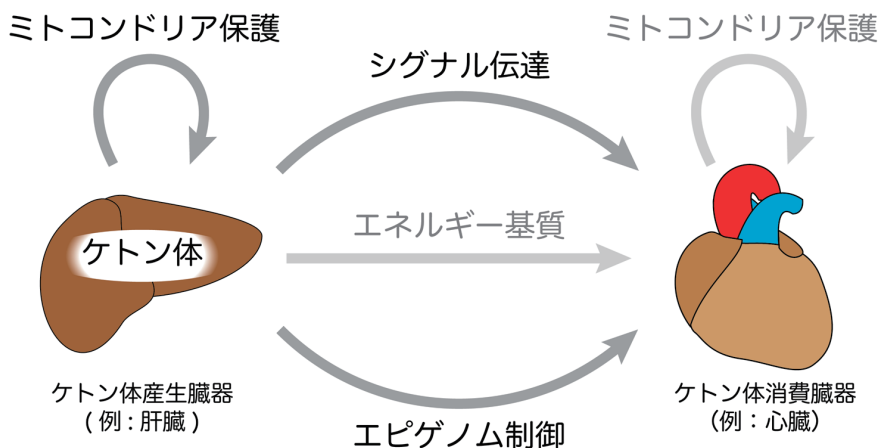 ミトコンドリア保護
ミトコンドリア保護
シグナル伝達
エネルギー基質
ケトン体
ケトン体産生臓器
( 例 : 肝臓 )
ケトン体消費臓器
（例：心臓）
エピゲノム制御